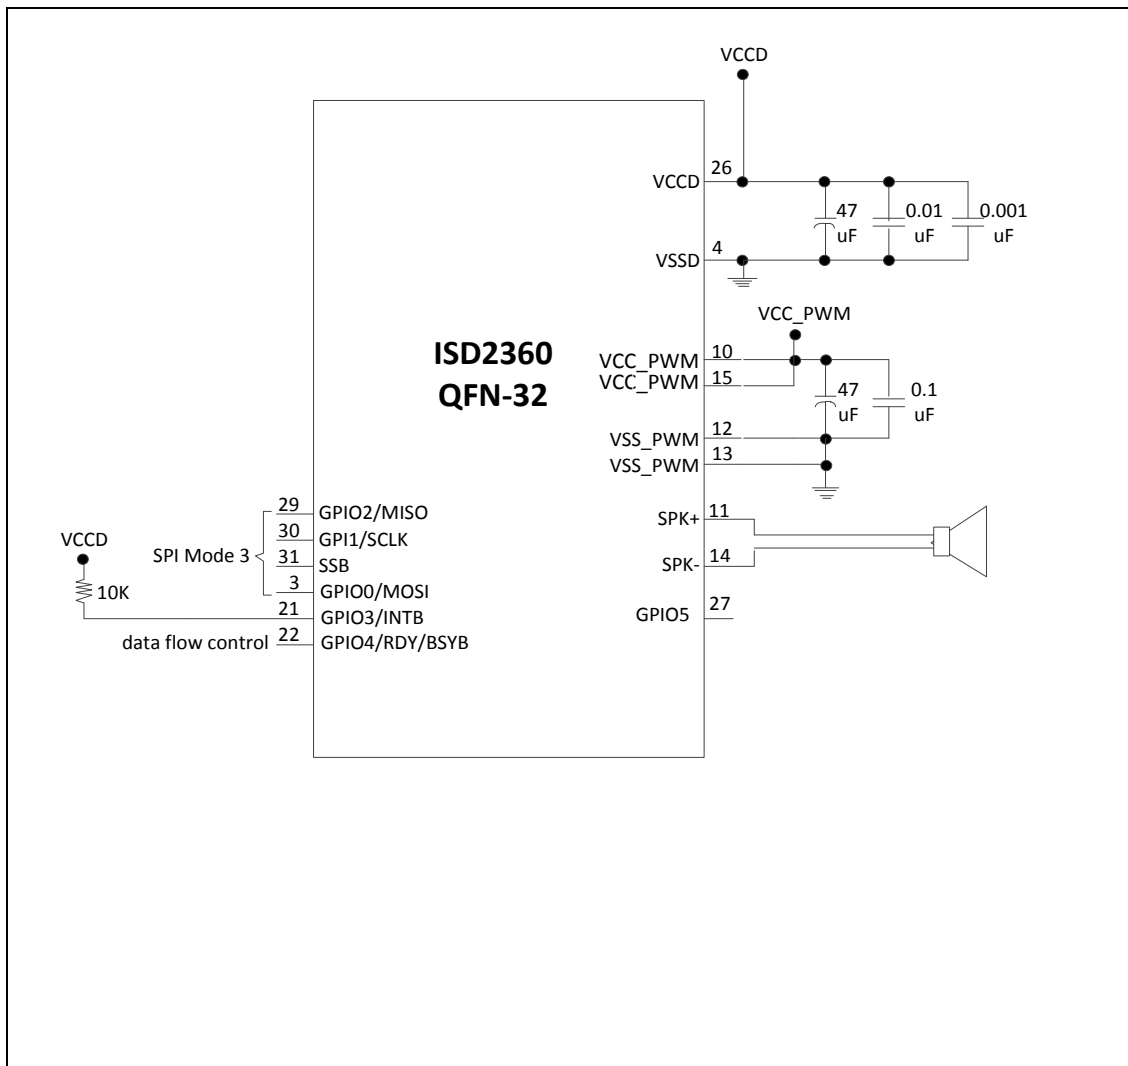 VCCD
26
VCCD
47
uF
0.01
uF
0.001
uF
4
VSSD
VCC_PWM
ISD2360
QFN-32
10
VCC_PWM
15
VCC_PWM
47
uF
0.1
uF
12
VSS_PWM
13
VSS_PWM
29
GPIO2/MISO
30
GPI1/SCLK
31
SSB
3
GPIO0/MOSI
21
GPIO3/INTB
22
GPIO4/RDY/BSYB
SPI Mode 3
VCCD
10K
data flow control
11
SPK+
14
SPK-
27
GPIO5